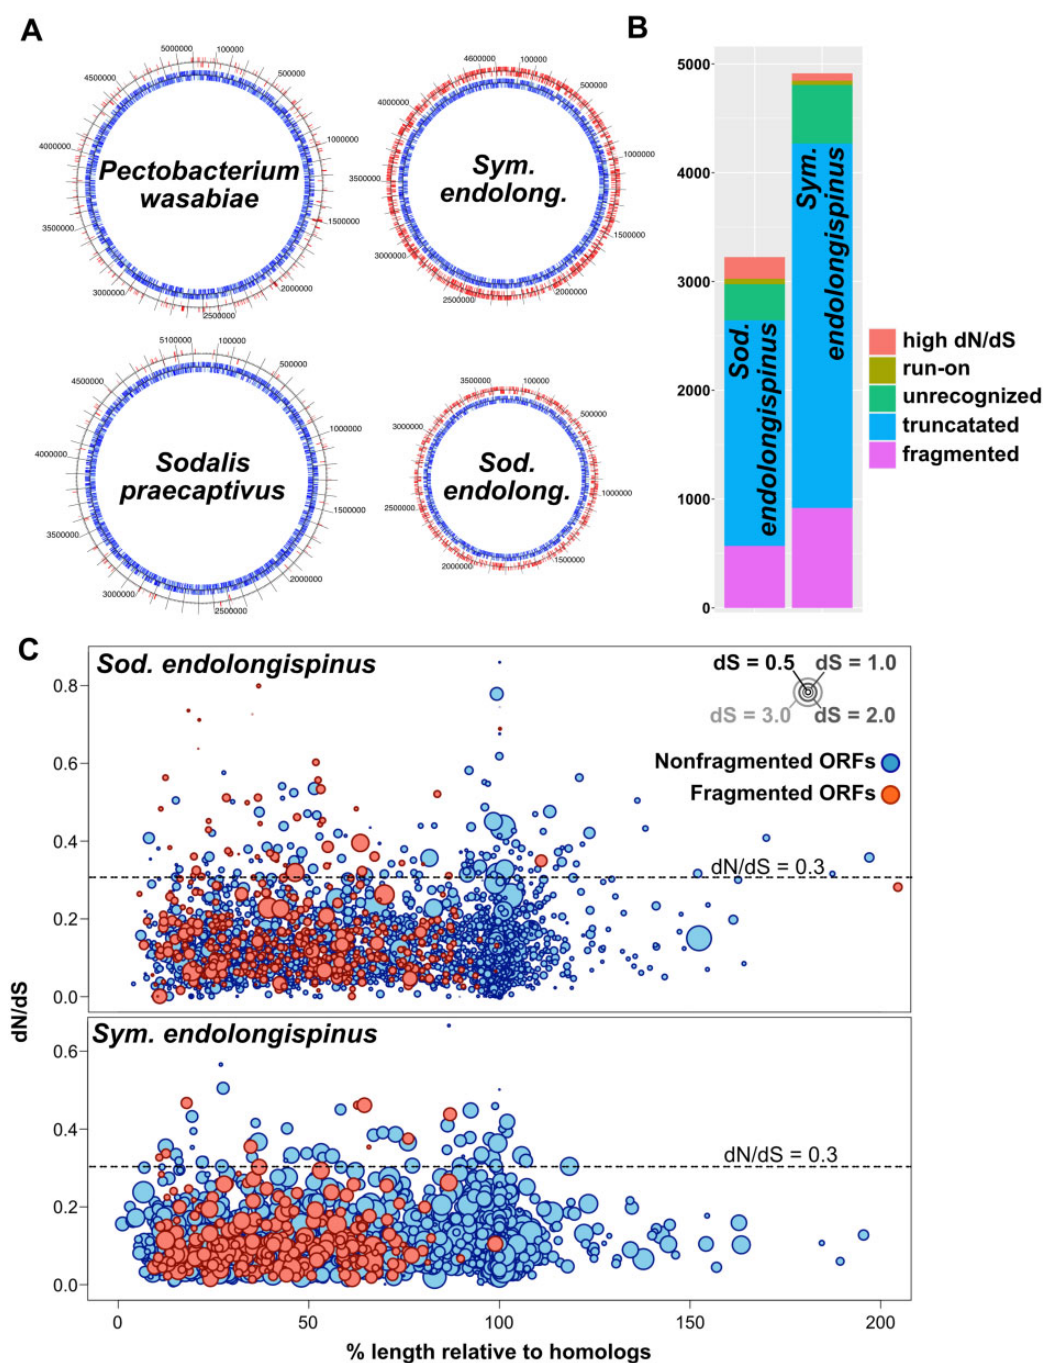 A
5000000
100000
500000
1000000
1500000
2000000
2500000
3000000
3500000
4000000
4500000
Pectobacterium
wasabiae
4600000
100000
500000
1000000
1500000
2000000
2500000
3000000
3500000
4000000
Sym.
endolong.
5100000
100000
500000
1000000
1500000
2000000
2500000
3000000
3500000
4000000
4500000
Sodalis
praecaptivus
3500000
100000
500000
1000000
1500000
2000000
2500000
3000000
Sod.
endolong.
B
5000
4000
3000
2000
1000
0
Sod.
endolongispinus
Sym.
endolongispinus
high dN/dS
run-on
unrecognized
truncatated
fragmented
C
Sod. endolongispinus
dS = 0.5 dS = 1.0
dS = 3.0 dS = 2.0
Nonfragmented ORFs
Fragmented ORFs
dN/dS = 0.3
0.8
0.6
0.4
0.2
0.0
dN/dS
Sym. endolongispinus
dN/dS = 0.3
0.6
0.4
0.2
0.0
0 50 100 150 200
% length relative to homologs